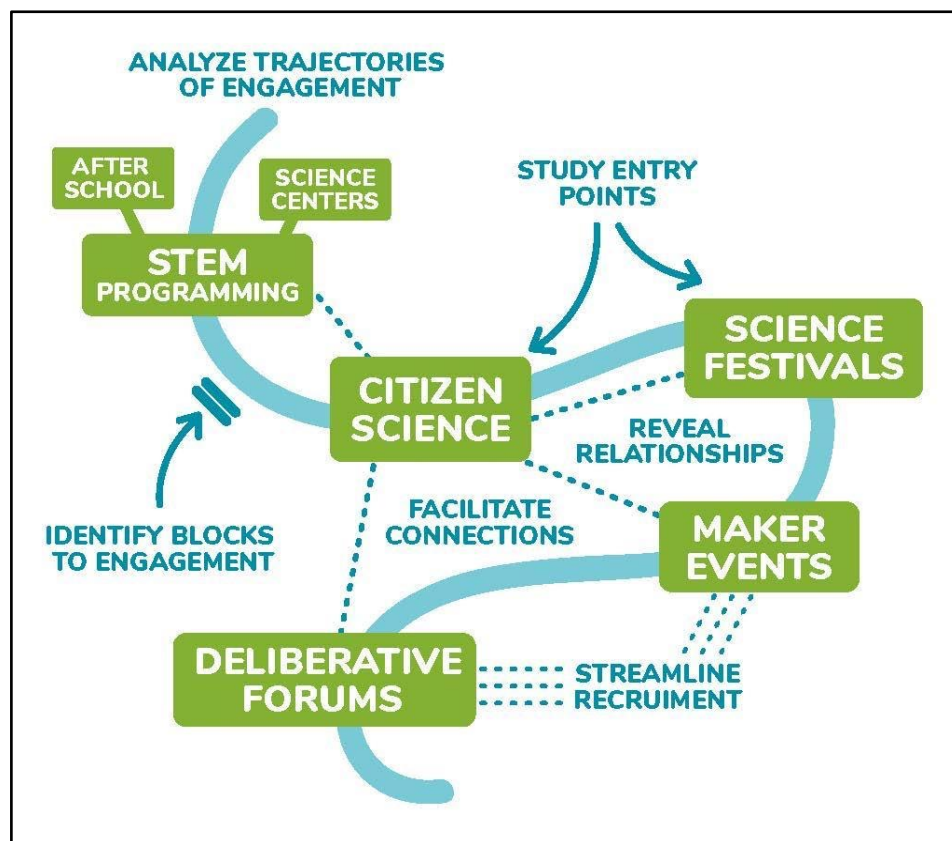 ANALYZE TRAJECTORIES
OF ENGAGEMENT
AFTER
SCHOOL
SCIENCE
CENTERS
STEM
PROGRAMMING
STUDY ENTRY
POINTS
SCIENCE
FESTIVALS
CITIZEN
SCIENCE
REVEAL
RELATIONSHIPS
FACILITATE
CONNECTIONS
IDENTIFY BLOCKS
TO ENGAGEMENT
MAKER
EVENTS
DELIBERATIVE
FORUMS
STREAMLINE
RECRUIMENT